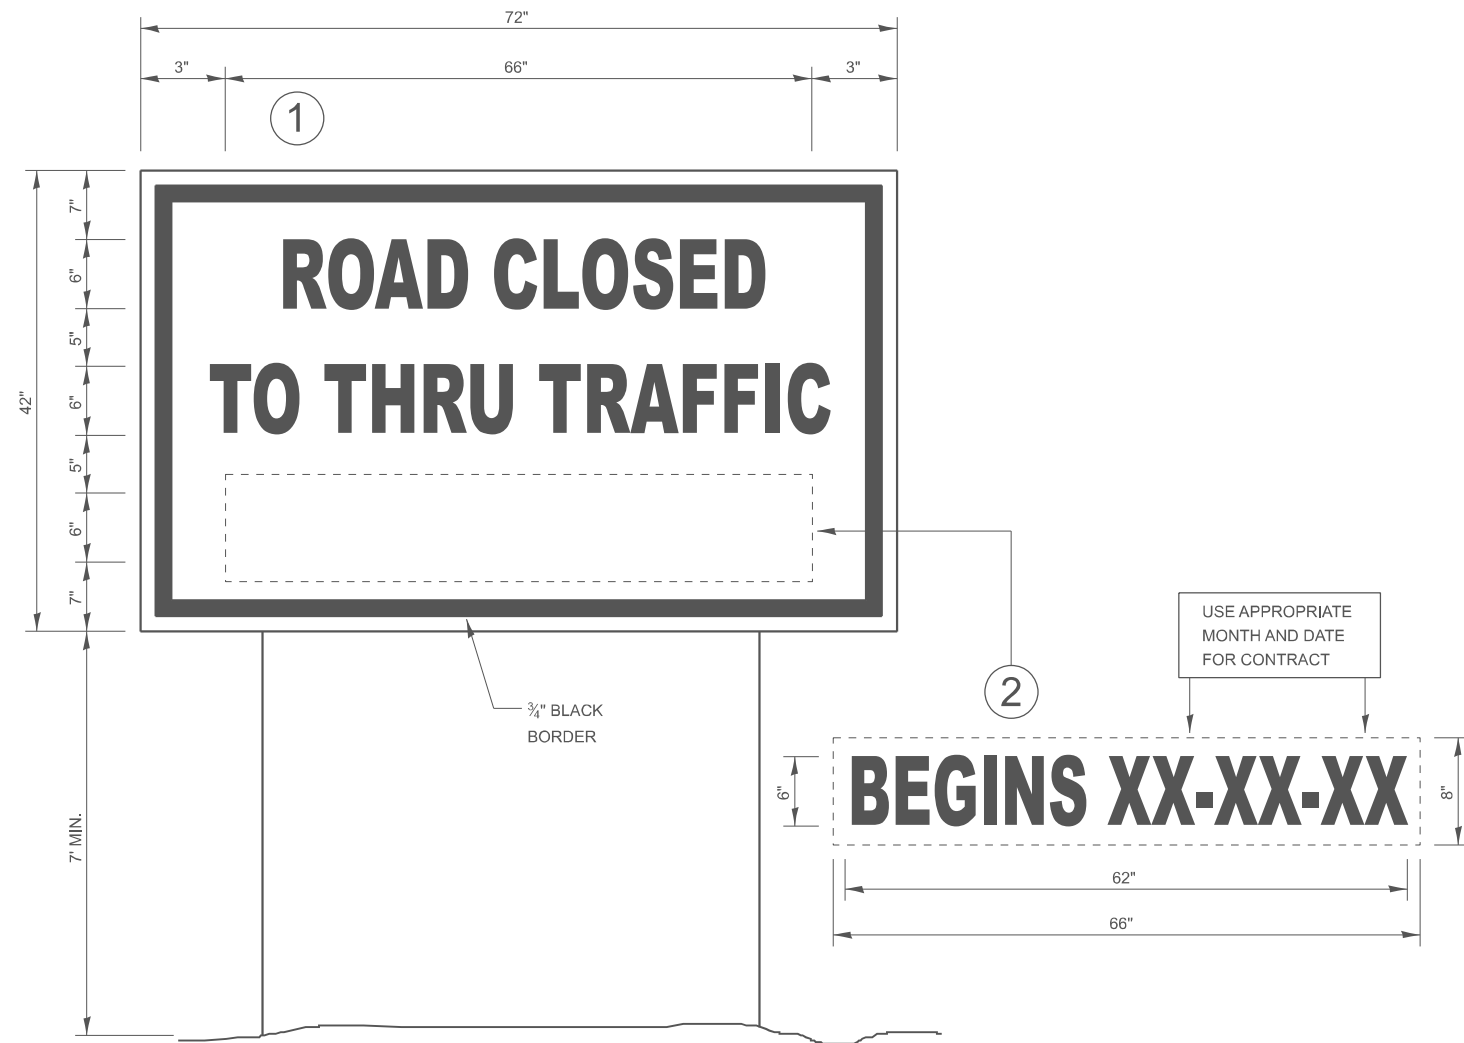 72"
3" 66" 3"
1
7"
6"
5"
6"
5"
6"
7"
42"
ROAD CLOSED
TO THRU TRAFFIC
7' MIN.
¾" BLACK
BORDER
2
USE APPROPRIATE
MONTH AND DATE
FOR CONTRACT
6"
BEGINS XX-XX-XX
8"
62"
66"